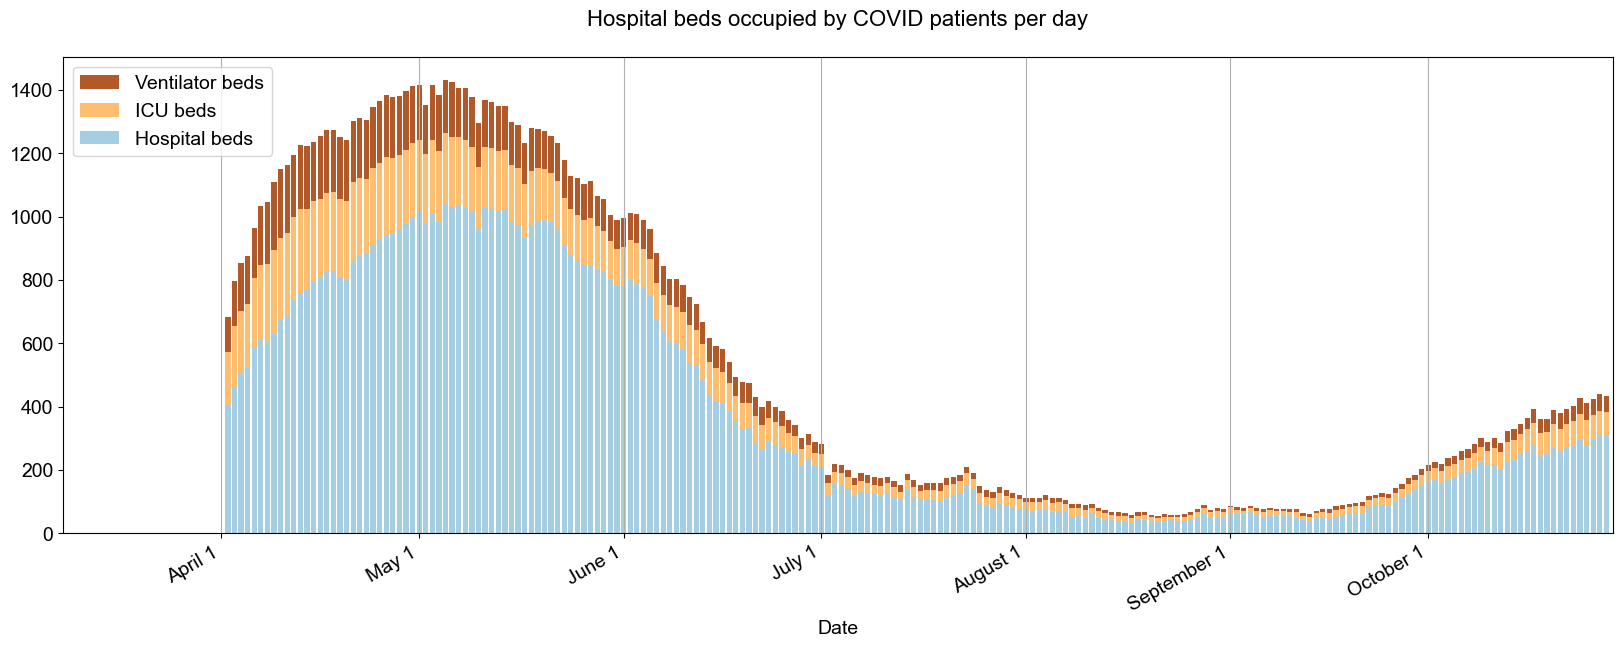 Hospital beds occupied by COVID patients per day
Ventilator beds
ICU beds
Hospital beds
1400
1200
1000
800
600
400
200
0
April 1
May 1
June 1
July 1
August 1
September 1
October 1
Date